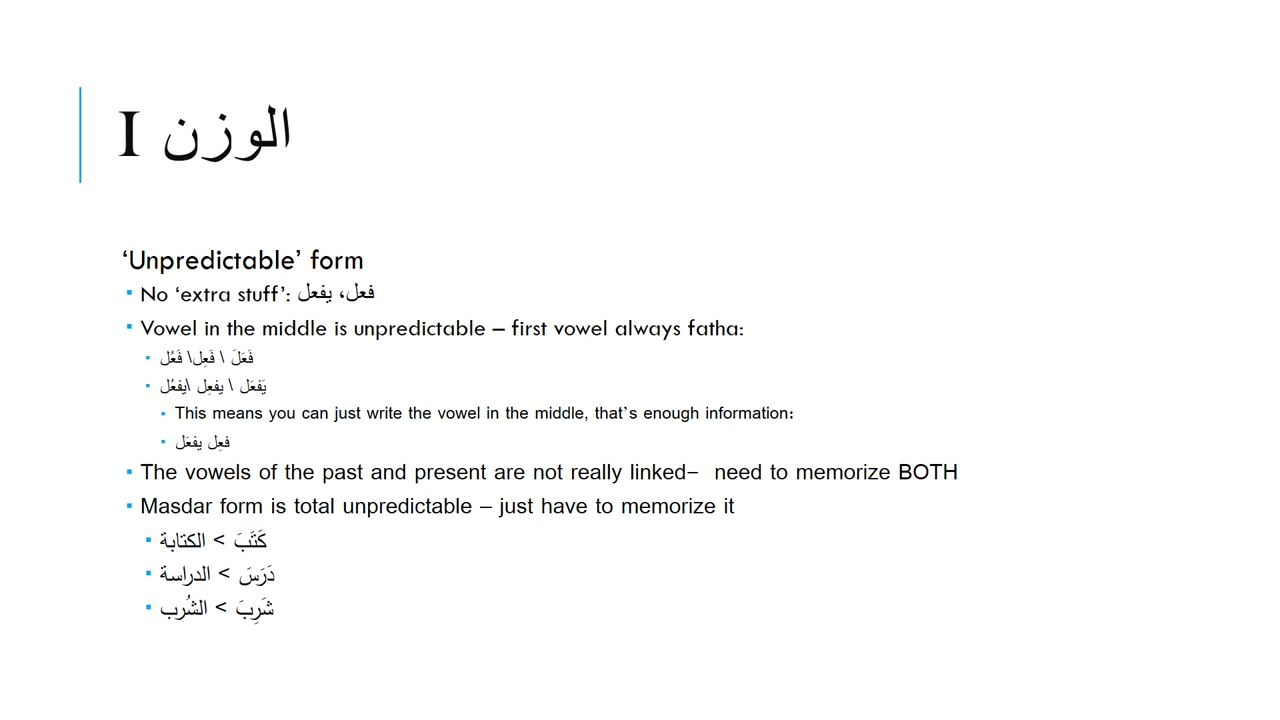 الوزن I
‘Unpredictable’ form
No ‘extra stuff’: فعل، يفعل
Vowel in the middle is unpredictable – first vowel always fatha:
فَعَلَ \ فَعِل\ فَعُل
يَفعَل \ يفعِل \يفعُل
This means you can just write the vowel in the middle, that’s enough information:
فعِل يفعَل
The vowels of the past and present are not really linked– need to memorize BOTH
Masdar form is total unpredictable – just have to memorize it
كَتَبَ > الكتابة
دَرَسَ > الدراسة
شَرِبَ > الشُرب